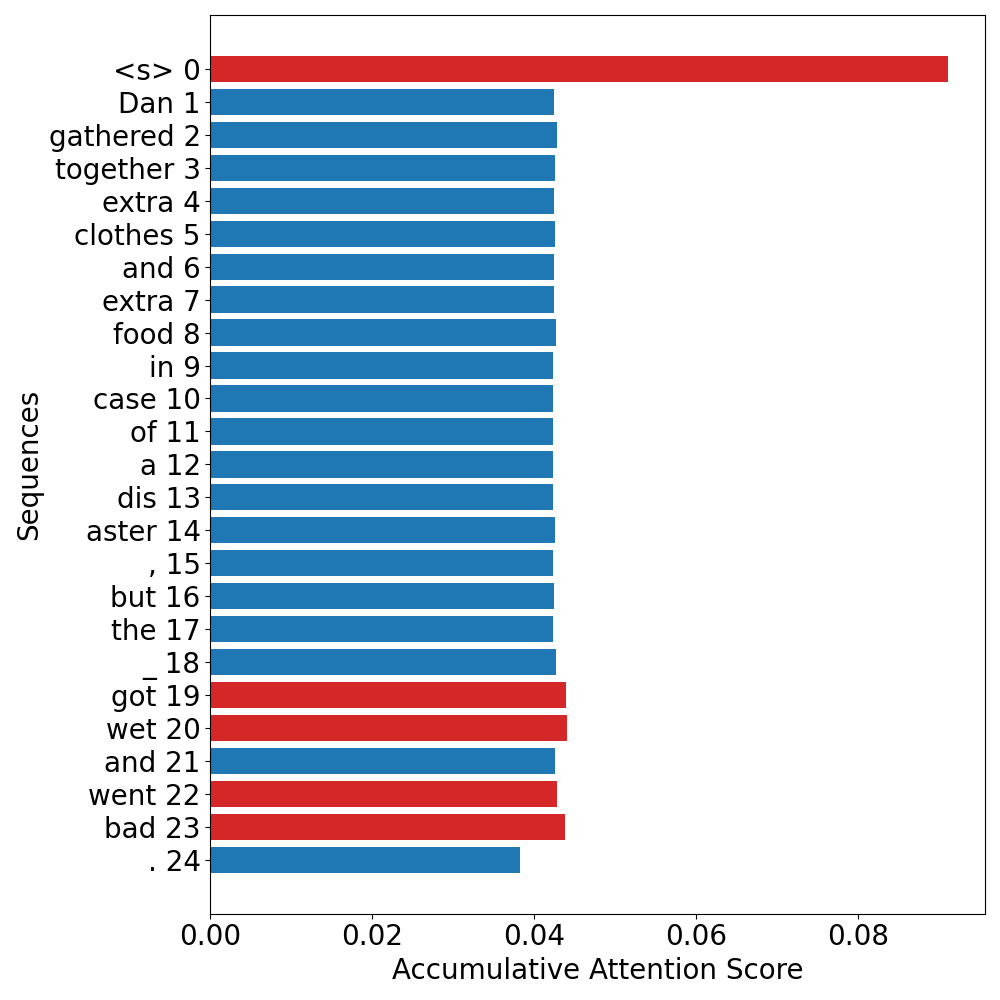 <s> 0
Dan 1
gathered 2
together 3
extra 4
clothes 5
and 6
extra 7
food 8
in 9
case 10
of 11
a 12
dis 13
aster 14
, 15
but 16
the 17
_ 18
got 19
wet 20
and 21
went 22
bad 23
. 24
Sequences
0.00 0.02 0.04 0.06 0.08
Accumulative Attention Score